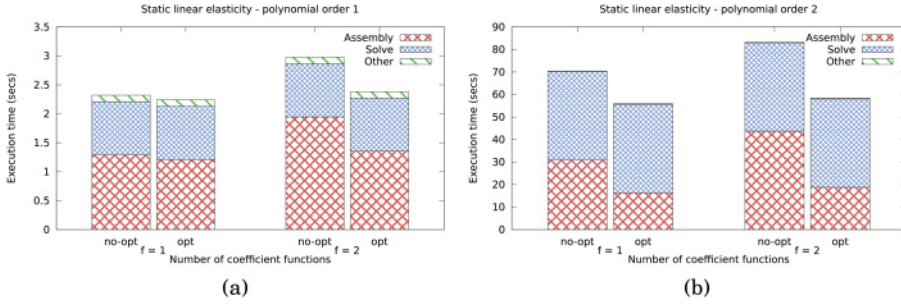 Static linear elasticity - polynomial order 1
3.5
3
2.5
2
1.5
1
0.5
0
Execution time (secs)
Assembly
Solve
Other
no-opt opt no-opt opt
f = 1 f = 2
Number of coefficient functions
(a)
Static linear elasticity - polynomial order 2
90
80
70
60
50
40
30
20
10
0
Execution time (secs)
Assembly
Solve
Other
no-opt opt no-opt opt
f = 1 f = 2
Number of coefficient functions
(b)